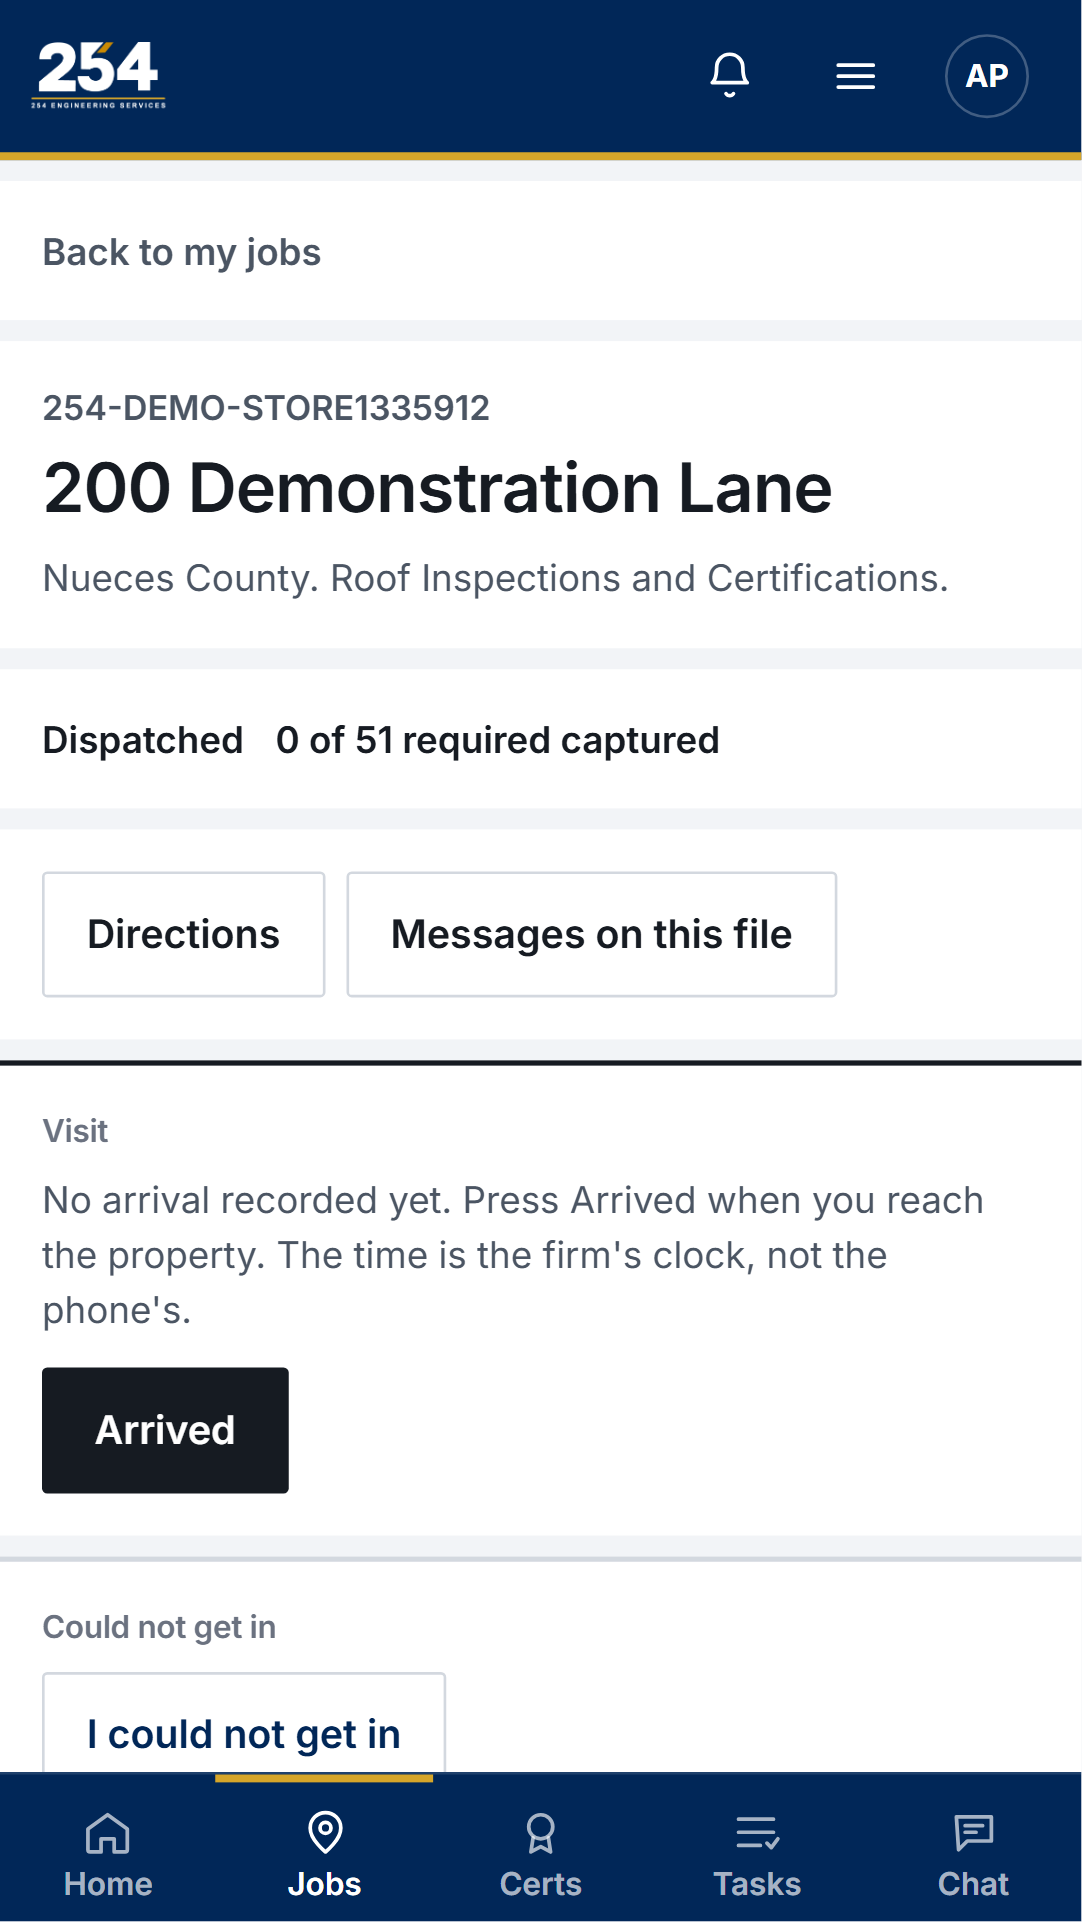 254
254 ENGINEERING SERVICES
AP
Back to my jobs
254-DEMO-STORE1335912
200 Demonstration Lane
Nueces County. Roof Inspections and Certifications.
Dispatched 0 of 51 required captured
Directions Messages on this file
Visit
No arrival recorded yet. Press Arrived when you reach
the property. The time is the firm's clock, not the
phone's.
Arrived
Could not get in
I could not get in
Home Jobs Certs Tasks Chat